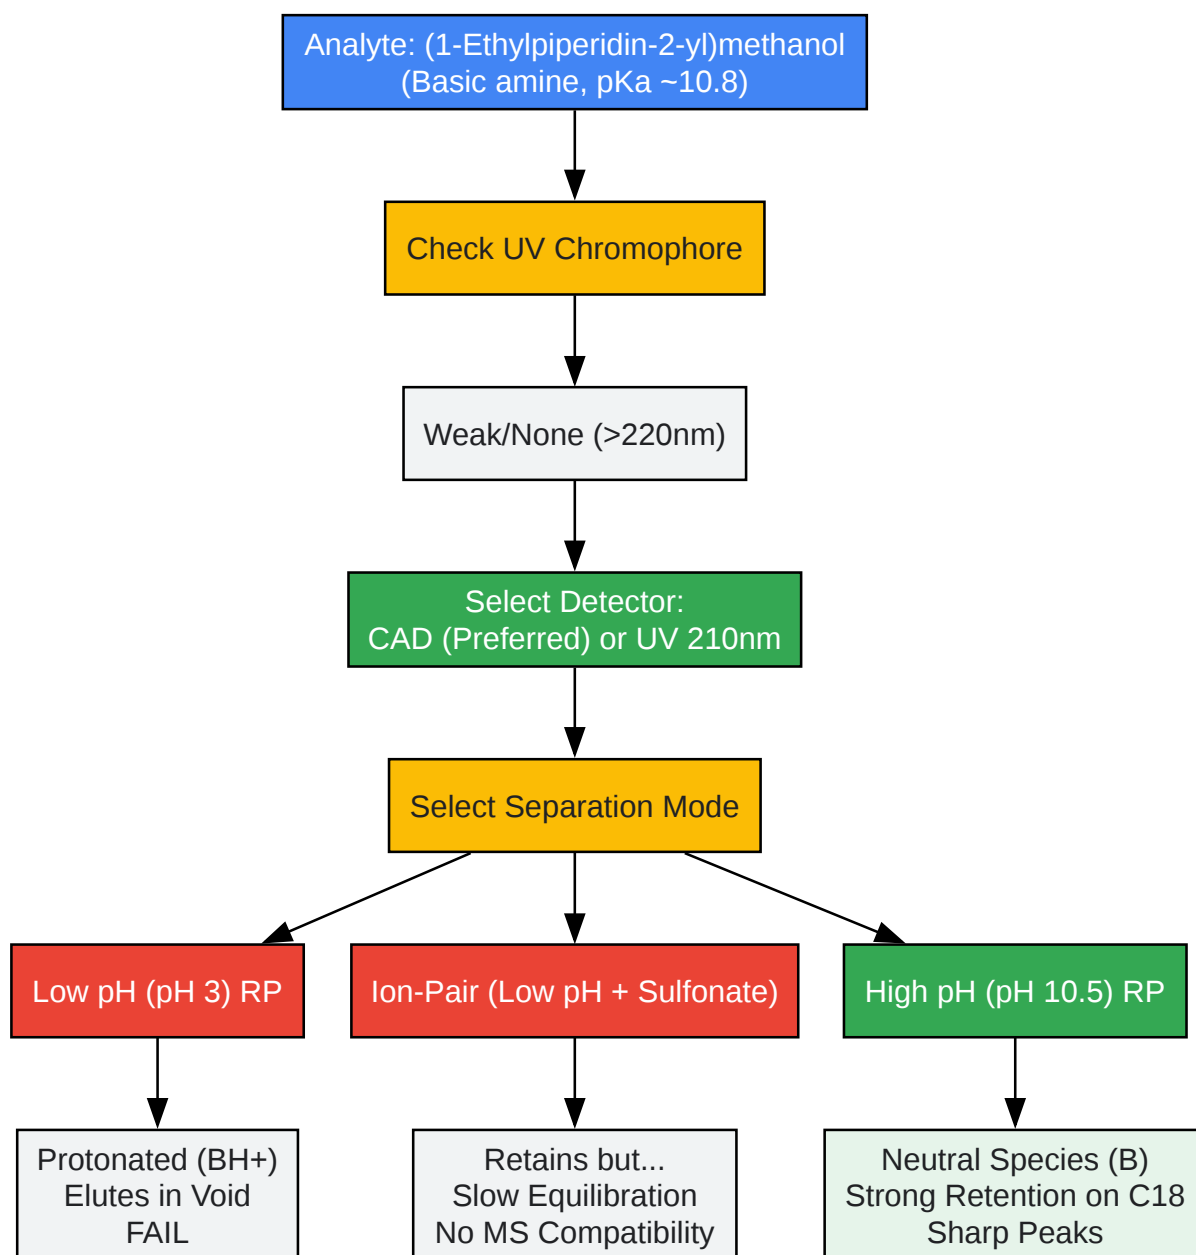 Analyte: (1-Ethylpiperidin-2-yl)methanol
(Basic amine, pKa ~10.8)
Check UV Chromophore
Weak/None (>220nm)
Select Detector:
CAD (Preferred) or UV 210nm
Select Separation Mode
Low pH (pH 3) RP
Ion-Pair (Low pH + Sulfonate)
High pH (pH 10.5) RP
Protonated (BH+)
Elutes in Void
FAIL
Retains but...
Slow Equilibration
No MS Compatibility
Neutral Species (B)
Strong Retention on C18
Sharp Peaks